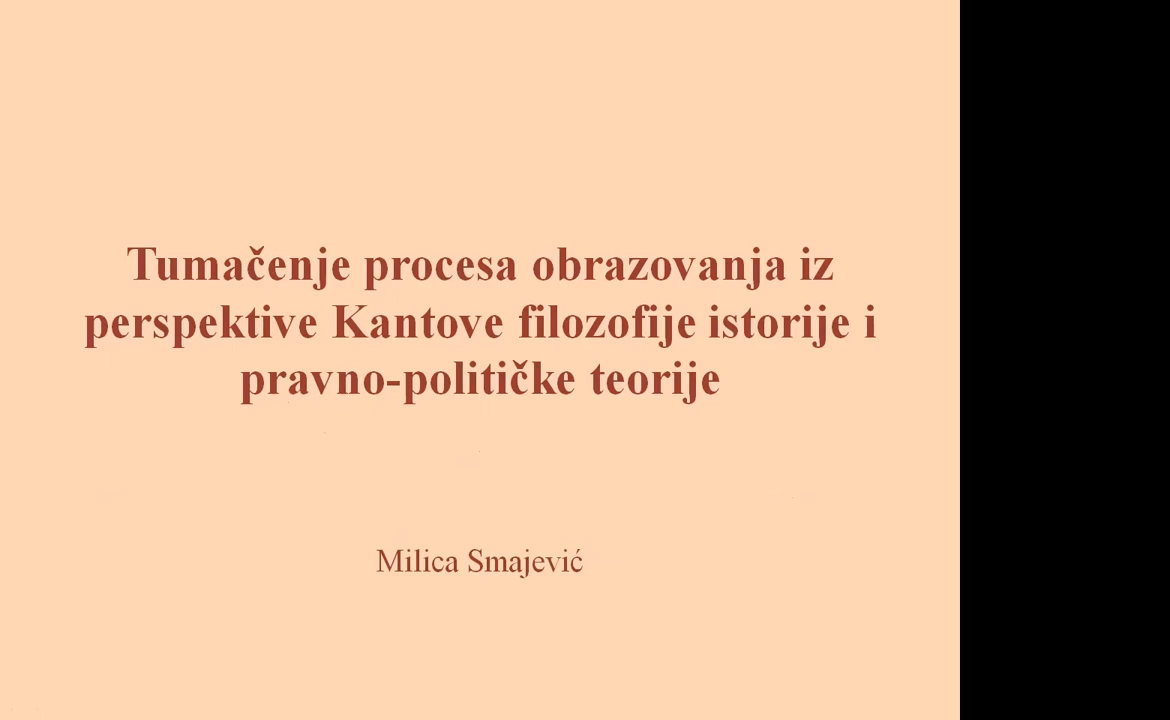 Tumačenje procesa obrazovanja iz
perspektive Kantove filozofije istorije i
pravno-političke teorije
Milica Smajević